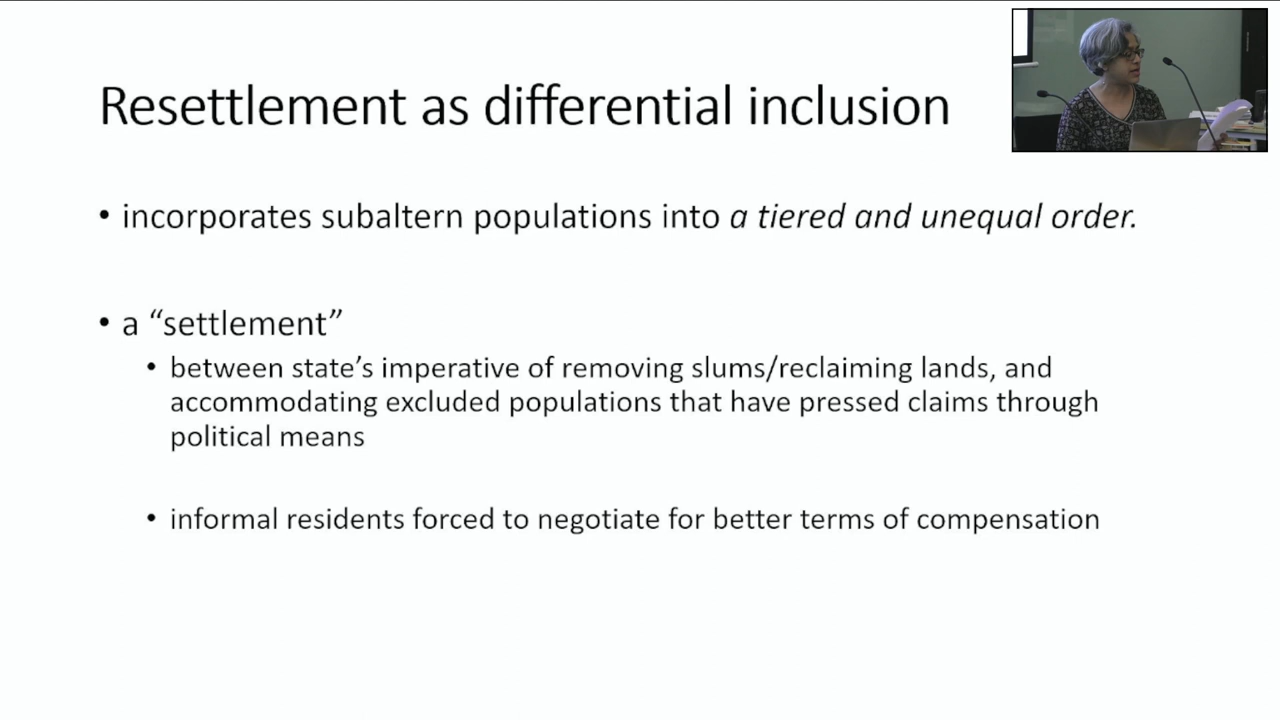 Resettlement as differential inclusion
• incorporates subaltern populations into a tiered and unequal order.
• a “settlement”
• between state’s imperative of removing slums/reclaiming lands, and
accommodating excluded populations that have pressed claims through
political means
• informal residents forced to negotiate for better terms of compensation